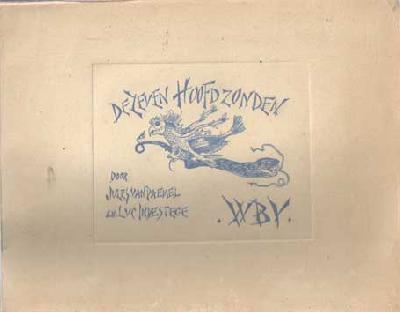 DE ZEVEN HOOFDZONDEN
DOOR
JULES VAN PAEMEL
EN LUC INDESTEGE
. WBV .